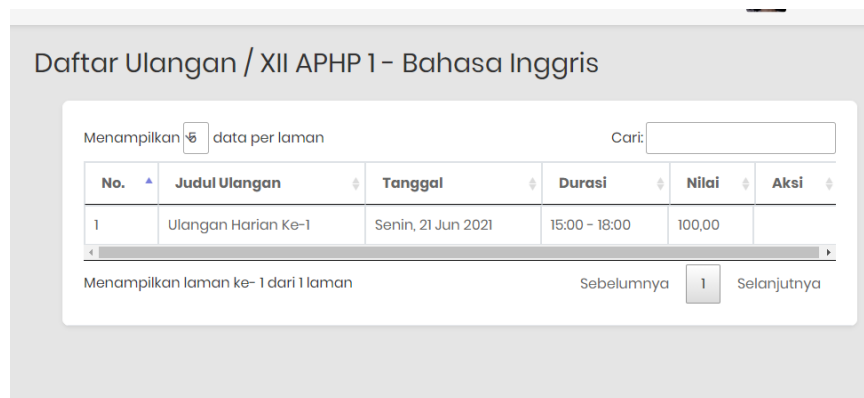 Daftar Ulangan / XII APHP 1 - Bahasa Inggris
Menampilkan 5 data per laman Cari:
No. Judul Ulangan Tanggal Durasi Nilai Aksi
1 Ulangan Harian Ke-1 Senin, 21 Jun 2021 15:00 - 18:00 100,00
Menampilkan laman ke- 1 dari 1 laman Sebelumnya 1 Selanjutnya